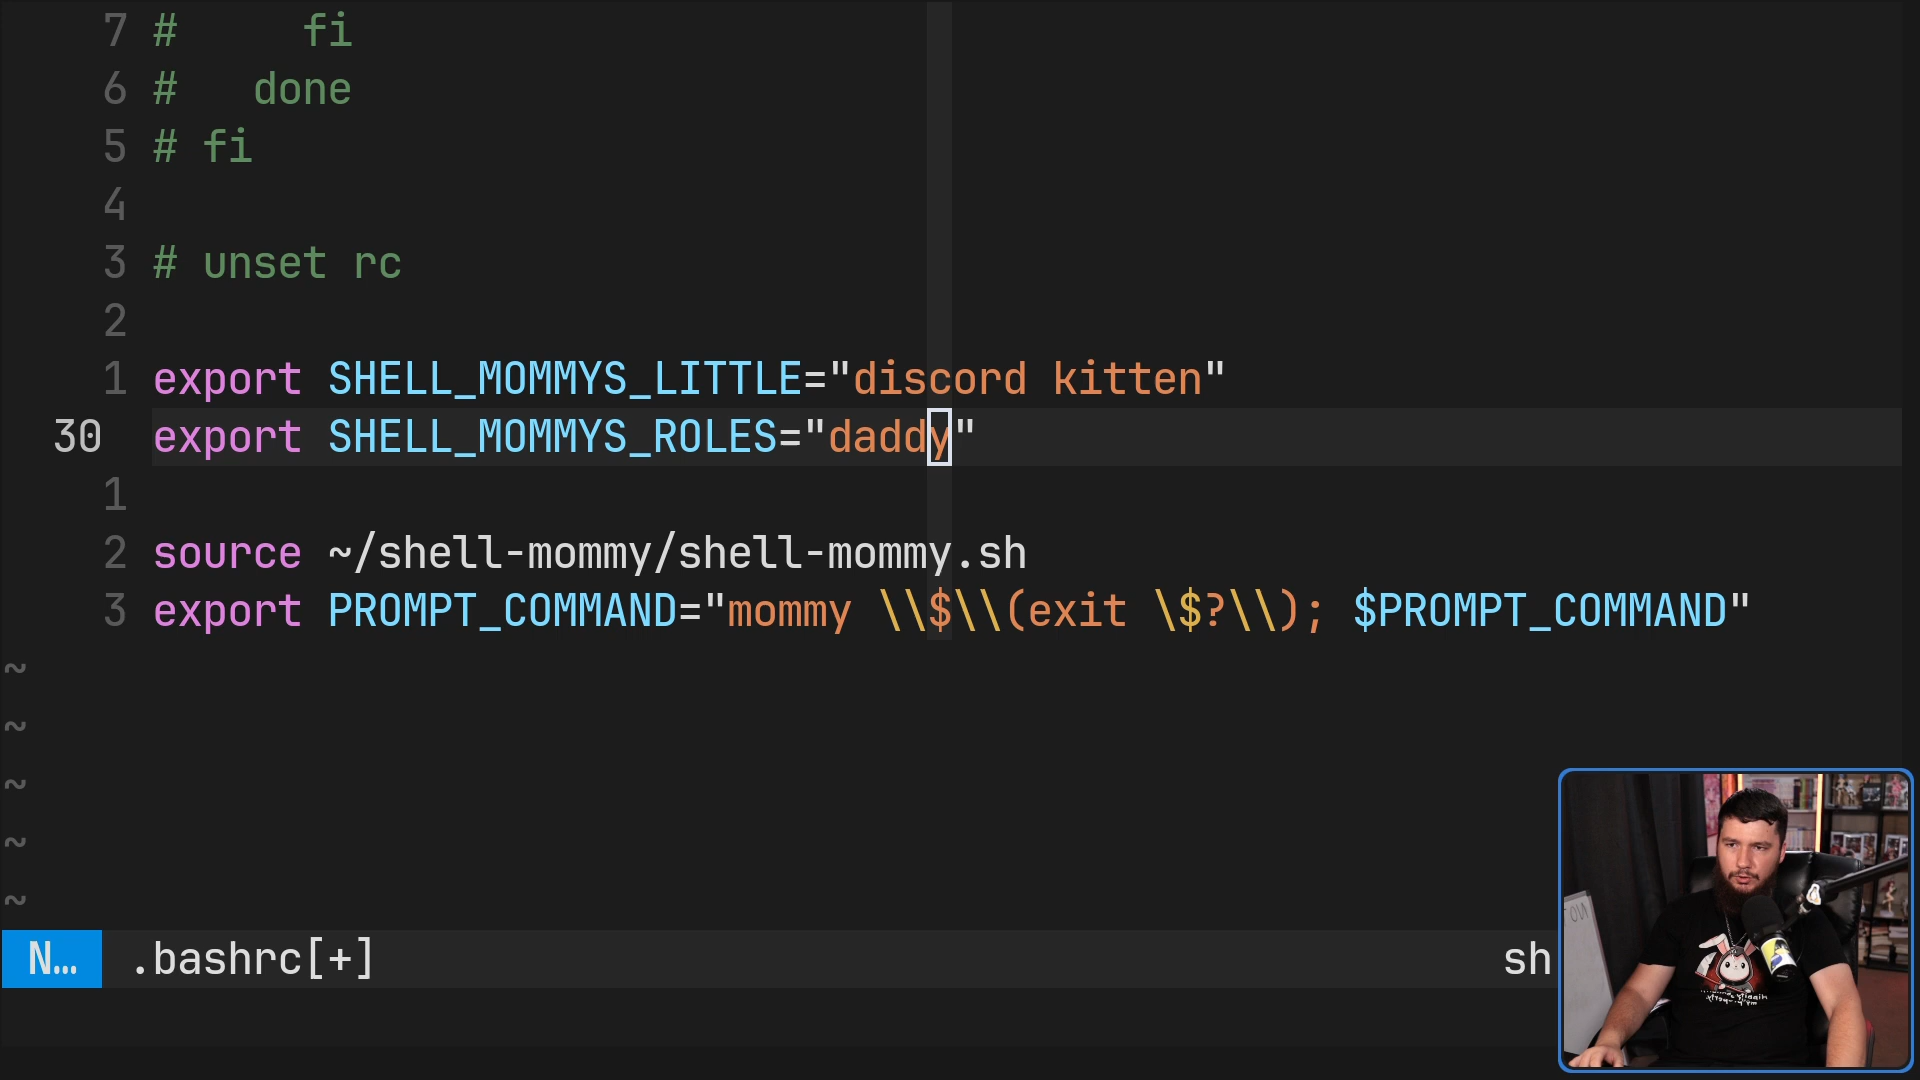 7 #     fi
6 #   done
5 # fi
4
3 # unset rc
2
1 export SHELL_MOMMYS_LITTLE="discord kitten"
30 export SHELL_MOMMYS_ROLES="daddy"
1
2 source ~/shell-mommy/shell-mommy.sh
3 export PROMPT_COMMAND="mommy \\$\\(exit \$?\\); $PROMPT_COMMAND"
~
~
~
~
~
N… .bashrc[+] sh